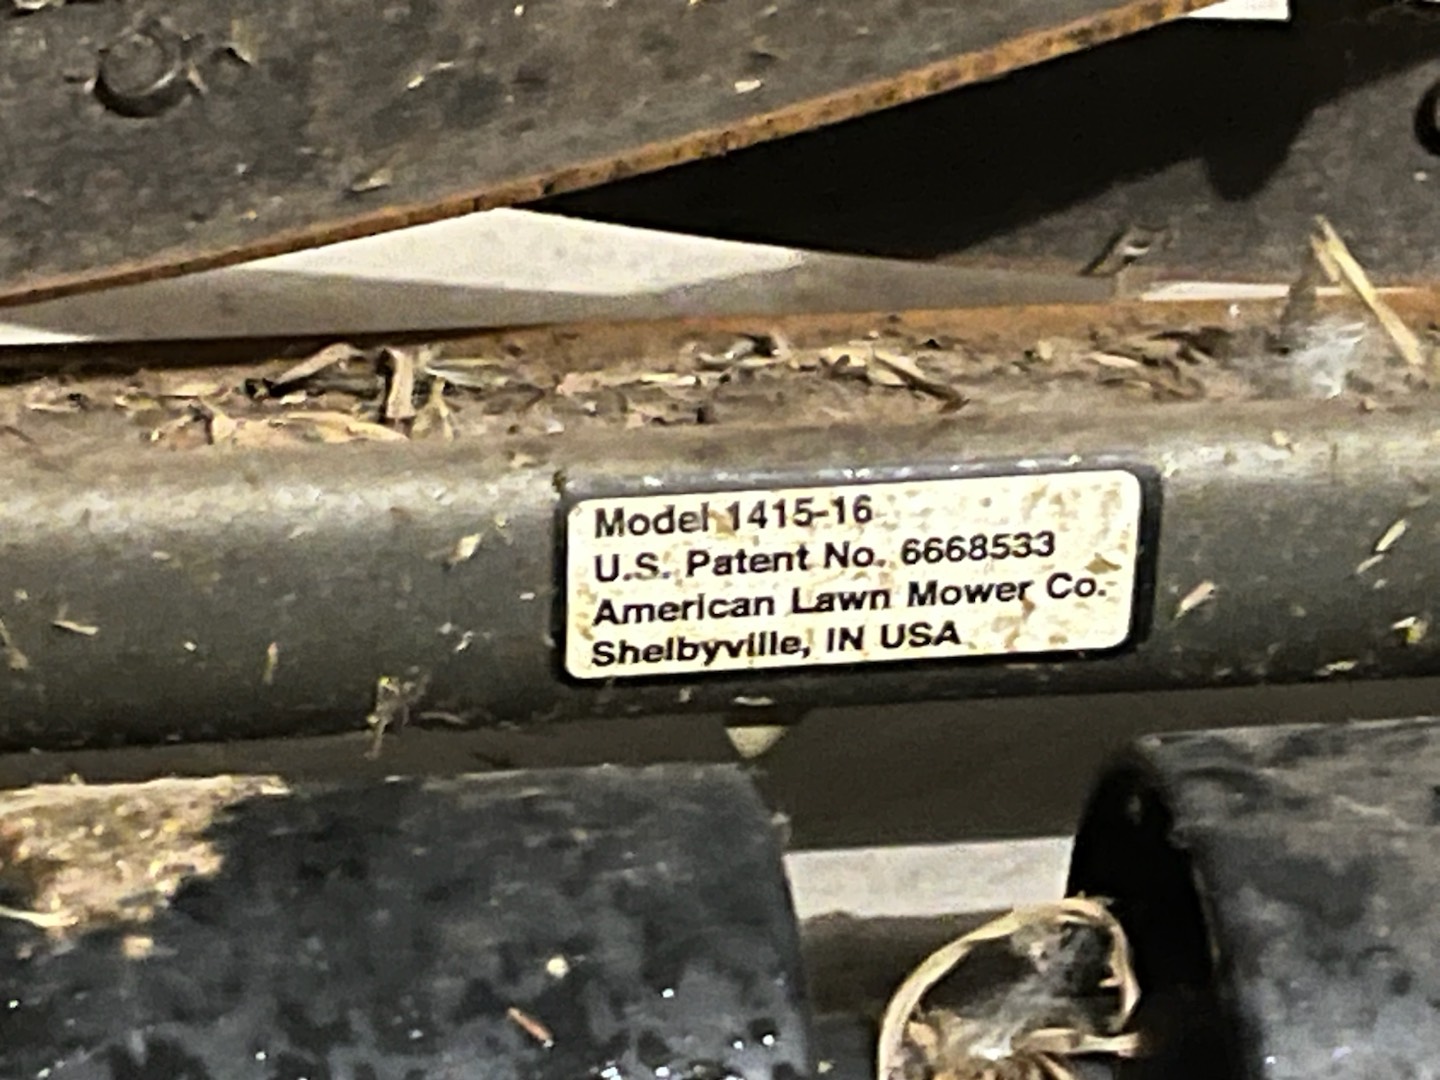 Model 1415-16
U.S. Patent No. 6668533
American Lawn Mower Co.
Shelbyville, IN USA